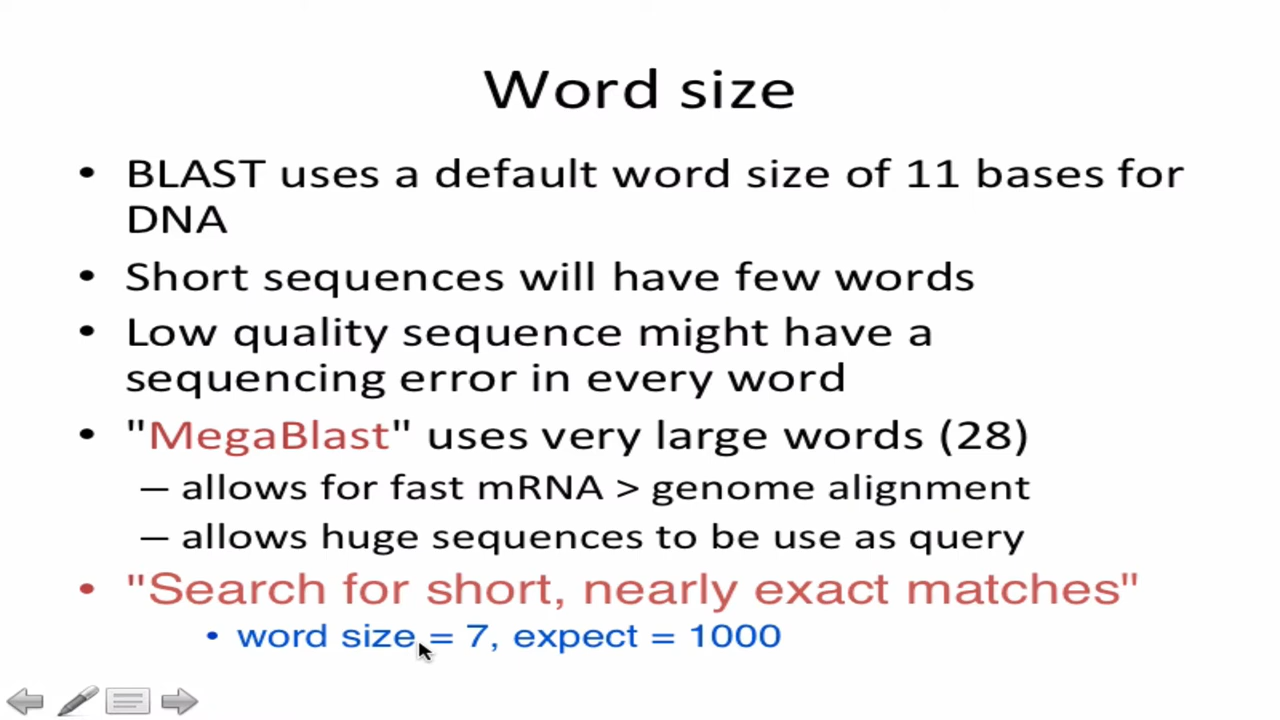 Word size
• BLAST uses a default word size of 11 bases for
DNA
• Short sequences will have few words
• Low quality sequence might have a
sequencing error in every word
• "MegaBlast" uses very large words (28)
– allows for fast mRNA > genome alignment
– allows huge sequences to be use as query
• "Search for short, nearly exact matches"
• word size = 7, expect = 1000